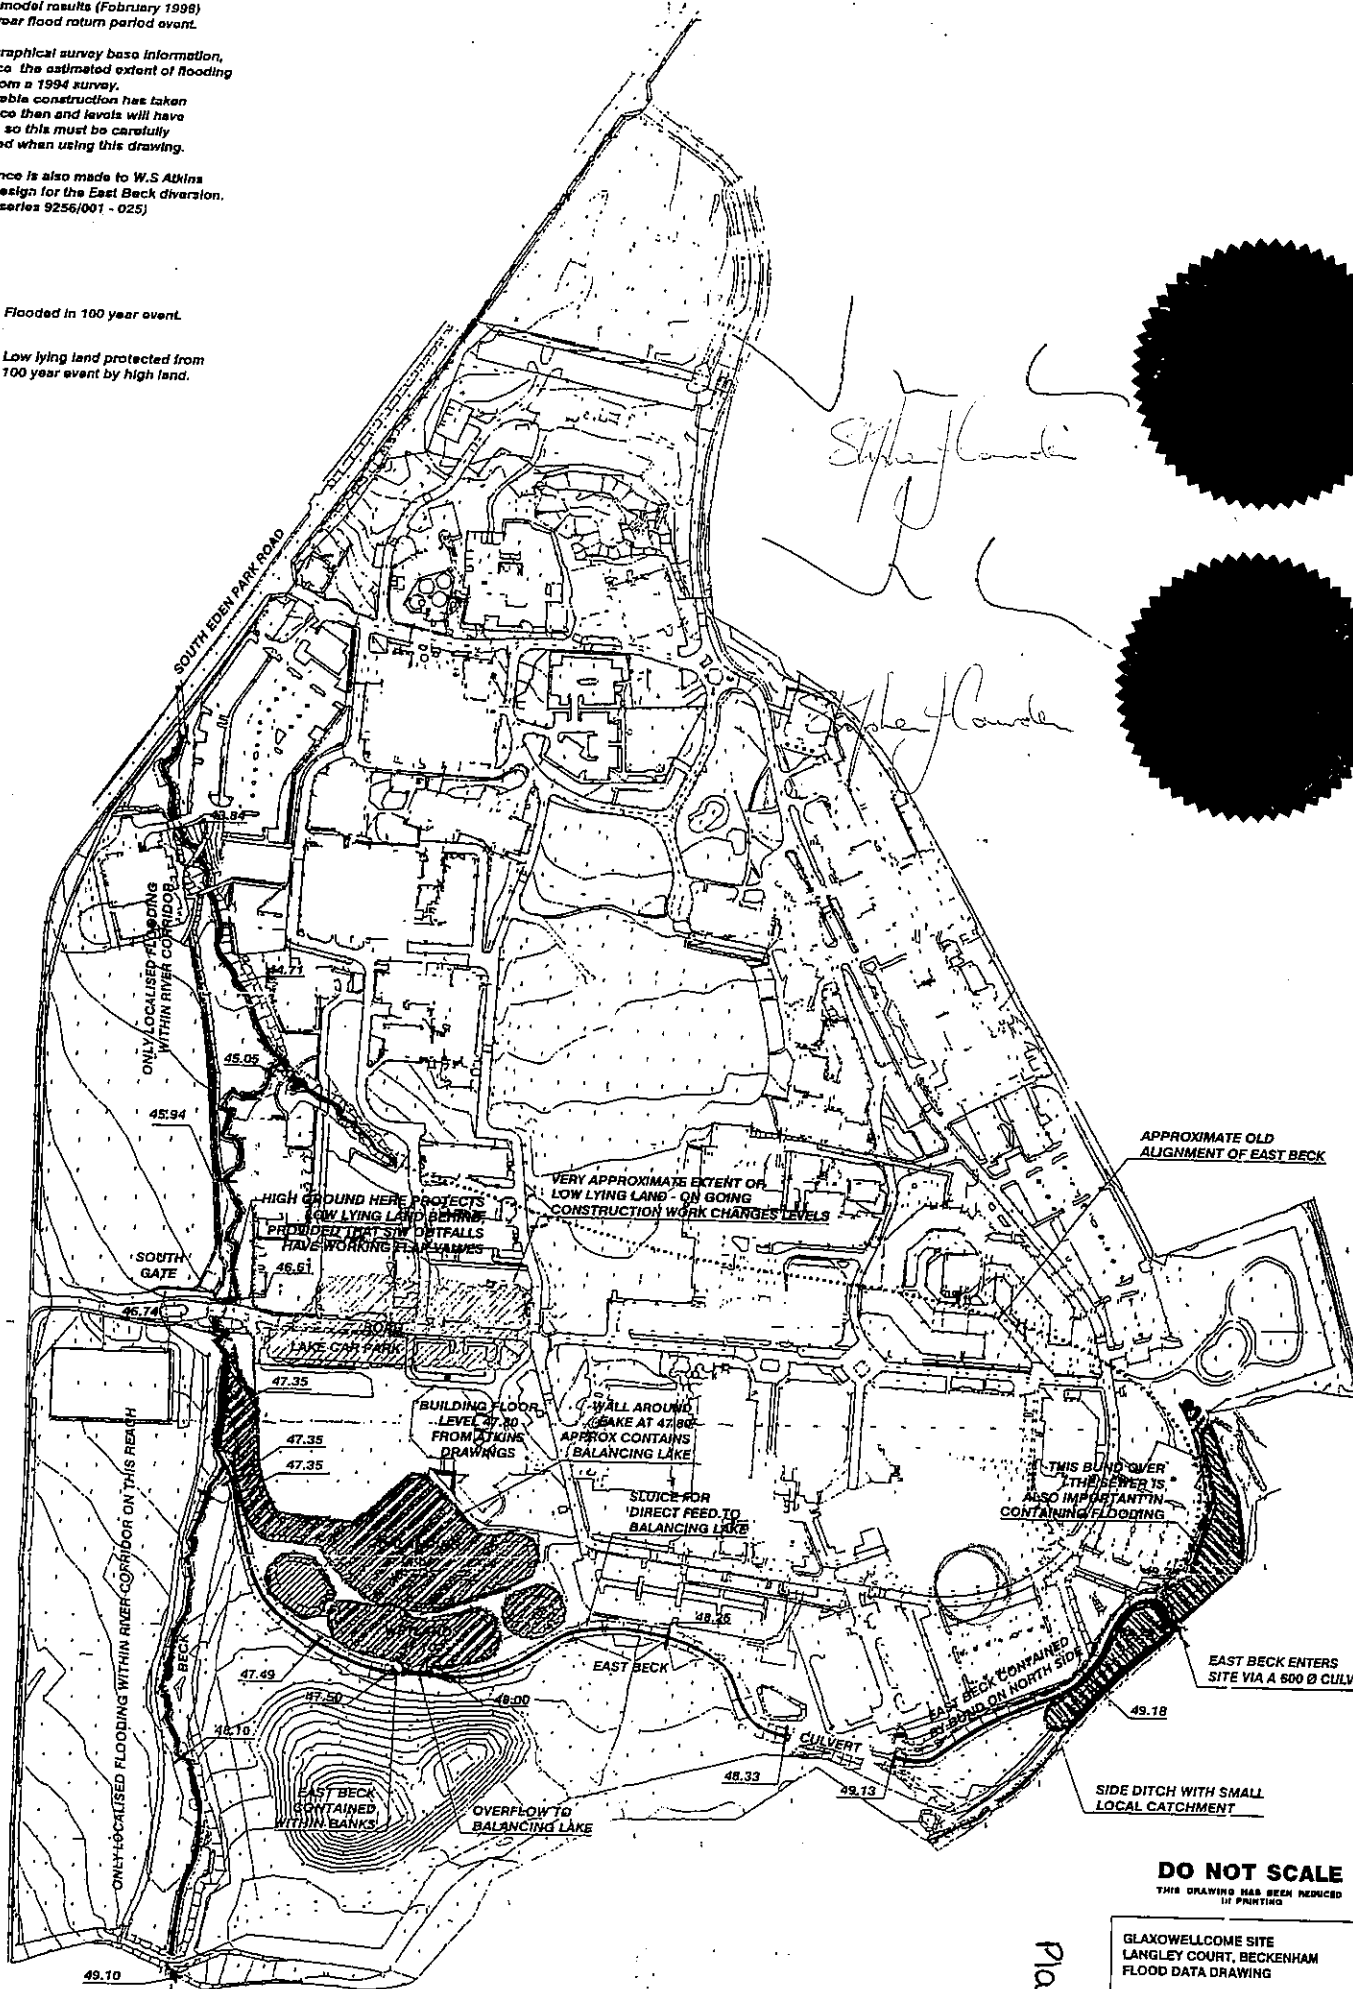 model results (February 1998)
year flood return period event.
raphical survey base information,
ce the estimated extent of flooding
om a 1994 survey.
able construction has taken
ce then and levels will have
so this must be carefully
ed when using this drawing.
nce is also made to W.S Atkins
esign for the East Beck diversion.
series 9256/001 - 025)
Flooded in 100 year event.
Low lying land protected from
100 year event by high land.
SOUTH EDEN PARK ROAD
43.84
ONLY LOCALISED FLOODING
WITHIN RIVER CORRIDOR
44.71
45.05
45.94
APPROXIMATE OLD
ALIGNMENT OF EAST BECK
HIGH GROUND HERE PROTECTS
LOW LYING LAND BEHIND,
PROVIDED THAT S/W OUTFALLS
HAVE WORKING FLAP VALVES
VERY APPROXIMATE EXTENT OF
LOW LYING LAND - ON GOING
CONSTRUCTION WORK CHANGES LEVELS
SOUTH
GATE
46.61
46.74
ROAD
LAKE CAR PARK
47.35
BUILDING FLOOR
LEVEL 47.80
FROM ATKINS
DRAWINGS
WALL AROUND
LAKE AT 47.80
APPROX CONTAINS
BALANCING LAKE
47.35
47.35
SLUICE FOR
DIRECT FEED TO
BALANCING LAKE
THIS BUND OVER
THE SEWER IS
ALSO IMPORTANT IN
CONTAINING FLOODING
ONLY LOCALISED FLOODING WITHIN RIVER CORRIDOR ON THIS REACH
BECK
WETLAND
48.25
EAST BECK
47.49
47.50
48.00
48.10
EAST BECK CONTAINED
BY BUND ON NORTH SIDE
EAST BECK ENTERS
SITE VIA A 600 Ø CULV
49.18
CULVERT
48.33
49.13
SIDE DITCH WITH SMALL
LOCAL CATCHMENT
EAST BECK
CONTAINED
WITHIN BANKS
OVERFLOW TO
BALANCING LAKE
49.10
DO NOT SCALE
THIS DRAWING HAS BEEN REDUCED
IN PRINTING
GLAXOWELLCOME SITE
LANGLEY COURT, BECKENHAM
FLOOD DATA DRAWING
Pla